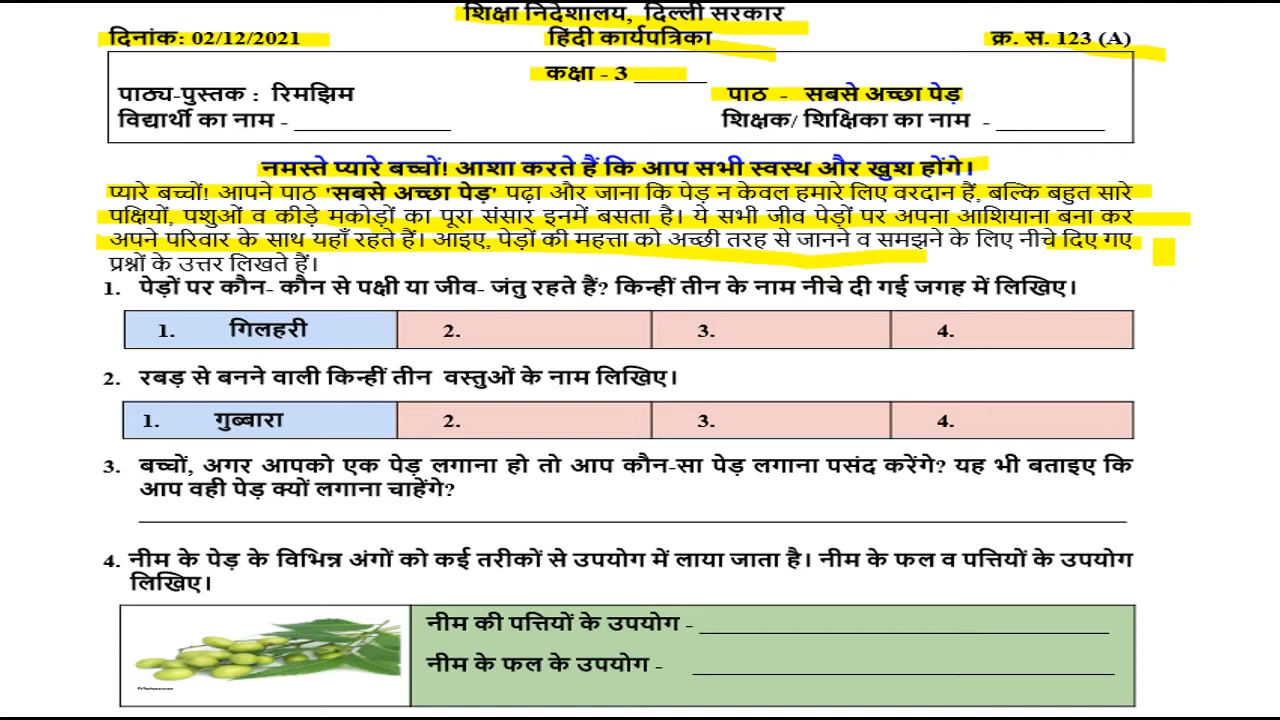 शिक्षा निदेशालय, दिल्ली सरकार
दिनांक: 02/12/2021 हिंदी कार्यपत्रिका क्र. स. 123 (A)
कक्षा - 3 ______
पाठ्य-पुस्तक : रिमझिम पाठ - सबसे अच्छा पेड़
विद्यार्थी का नाम - ______________ शिक्षक/ शिक्षिका का नाम - __________
नमस्ते प्यारे बच्चों! आशा करते हैं कि आप सभी स्वस्थ और खुश होंगे।
प्यारे बच्चों! आपने पाठ 'सबसे अच्छा पेड़' पढ़ा और जाना कि पेड़ न केवल हमारे लिए वरदान हैं, बल्कि बहुत सारे
पक्षियों, पशुओं व कीड़े मकोड़ों का पूरा संसार इनमें बसता है। ये सभी जीव पेड़ों पर अपना आशियाना बना कर
अपने परिवार के साथ यहाँ रहते हैं। आइए, पेड़ों की महत्ता को अच्छी तरह से जानने व समझने के लिए नीचे दिए गए
प्रश्नों के उत्तर लिखते हैं।
1. पेड़ों पर कौन- कौन से पक्षी या जीव- जंतु रहते हैं? किन्हीं तीन के नाम नीचे दी गई जगह में लिखिए।
1. गिलहरी 2. 3. 4.
2. रबड़ से बनने वाली किन्हीं तीन वस्तुओं के नाम लिखिए।
1. गुब्बारा 2. 3. 4.
3. बच्चों, अगर आपको एक पेड़ लगाना हो तो आप कौन-सा पेड़ लगाना पसंद करेंगे? यह भी बताइए कि
आप वही पेड़ क्यों लगाना चाहेंगे?
4. नीम के पेड़ के विभिन्न अंगों को कई तरीकों से उपयोग में लाया जाता है। नीम के फल व पत्तियों के उपयोग
लिखिए।
नीम की पत्तियों के उपयोग -
नीम के फल के उपयोग -